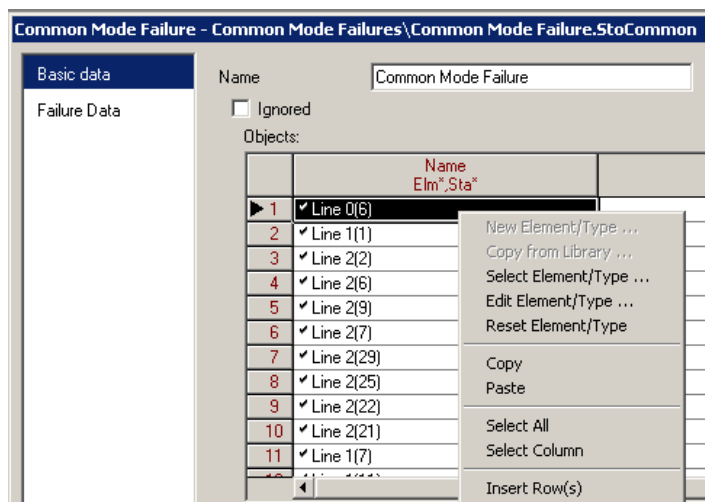 Common Mode Failure - Common Mode Failures\Common Mode Failure.StoCommon
Basic data
Failure Data
Name
Common Mode Failure
Ignored
Objects:
Name
Elm*,Sta*
1 Line 0(6)
2 Line 1(1)
3 Line 2(2)
4 Line 2(6)
5 Line 2(9)
6 Line 2(7)
7 Line 2(29)
8 Line 2(25)
9 Line 2(22)
10 Line 2(21)
11 Line 1(7)
New Element/Type ...
Copy from Library ...
Select Element/Type ...
Edit Element/Type ...
Reset Element/Type
Copy
Paste
Select All
Select Column
Insert Row(s)